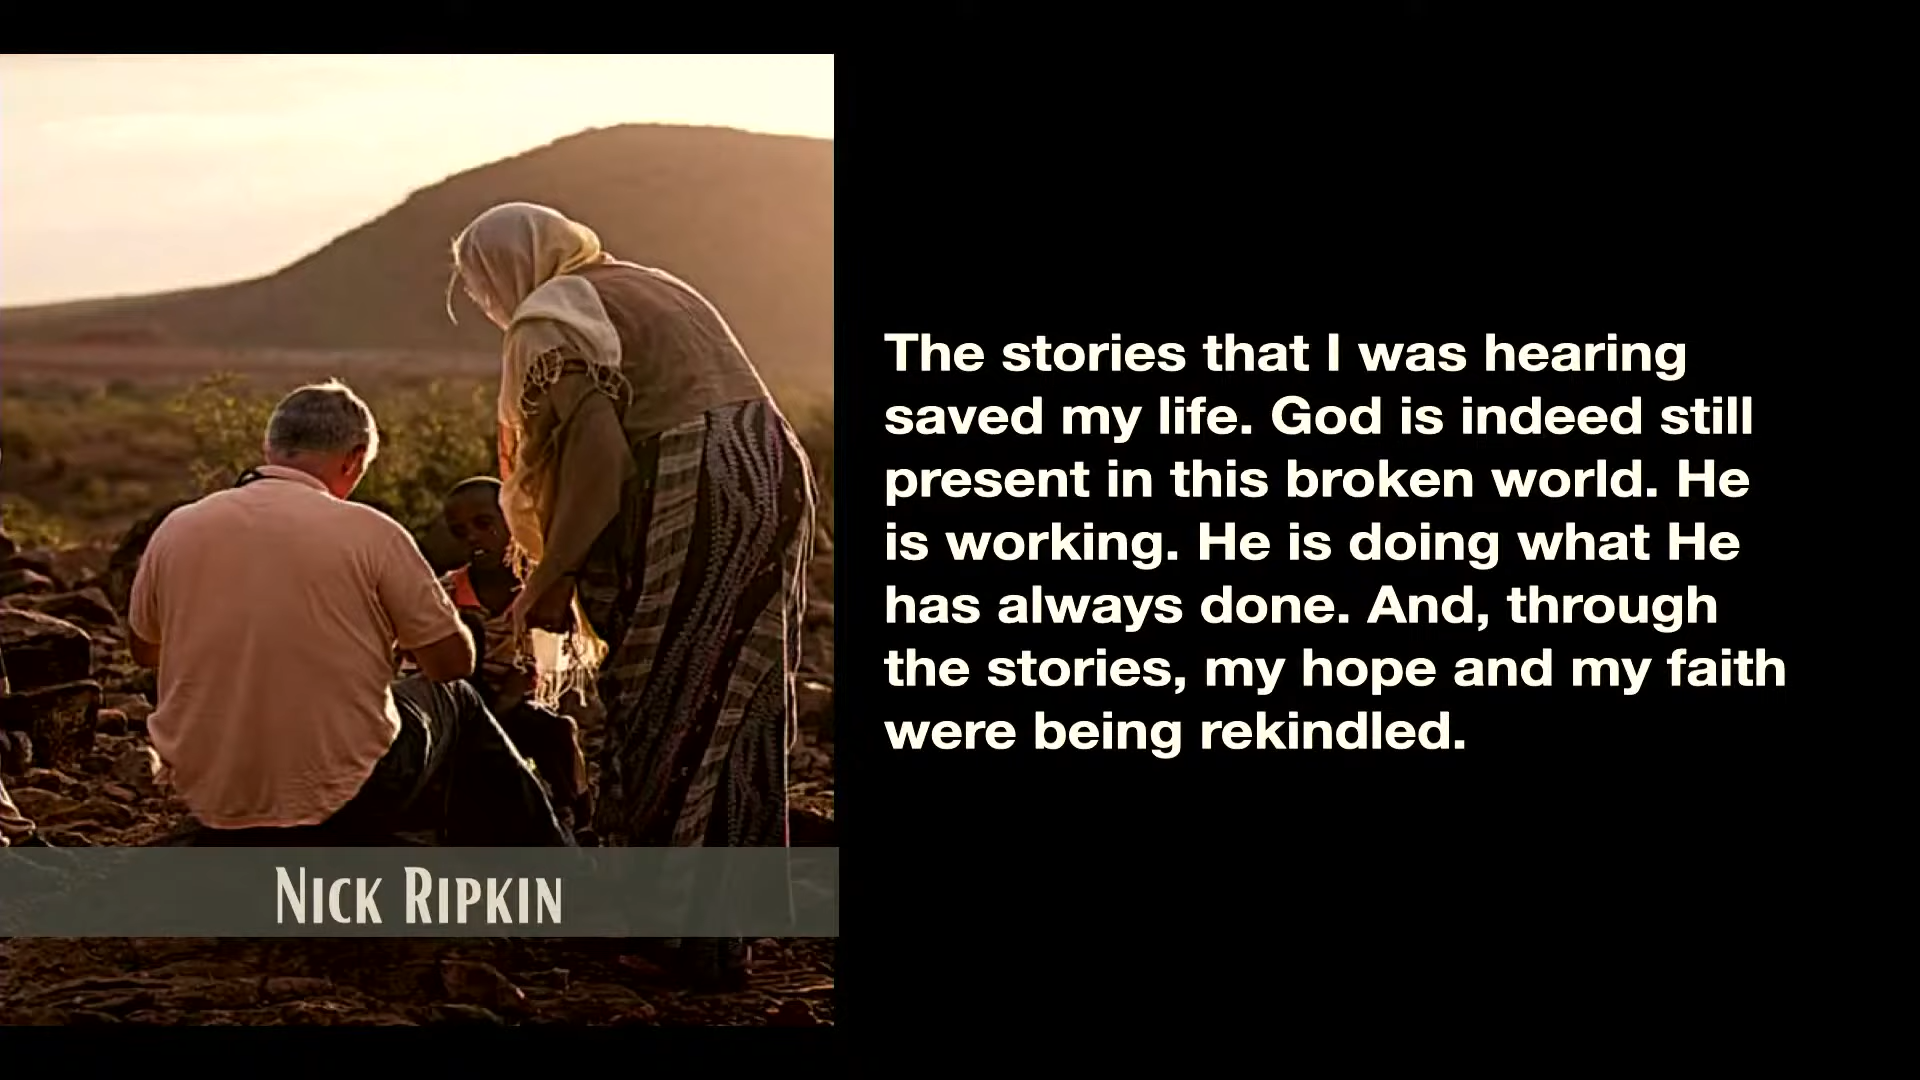 The stories that I was hearing
saved my life. God is indeed still
present in this broken world. He
is working. He is doing what He
has always done. And, through
the stories, my hope and my faith
were being rekindled.
Nick Ripkin